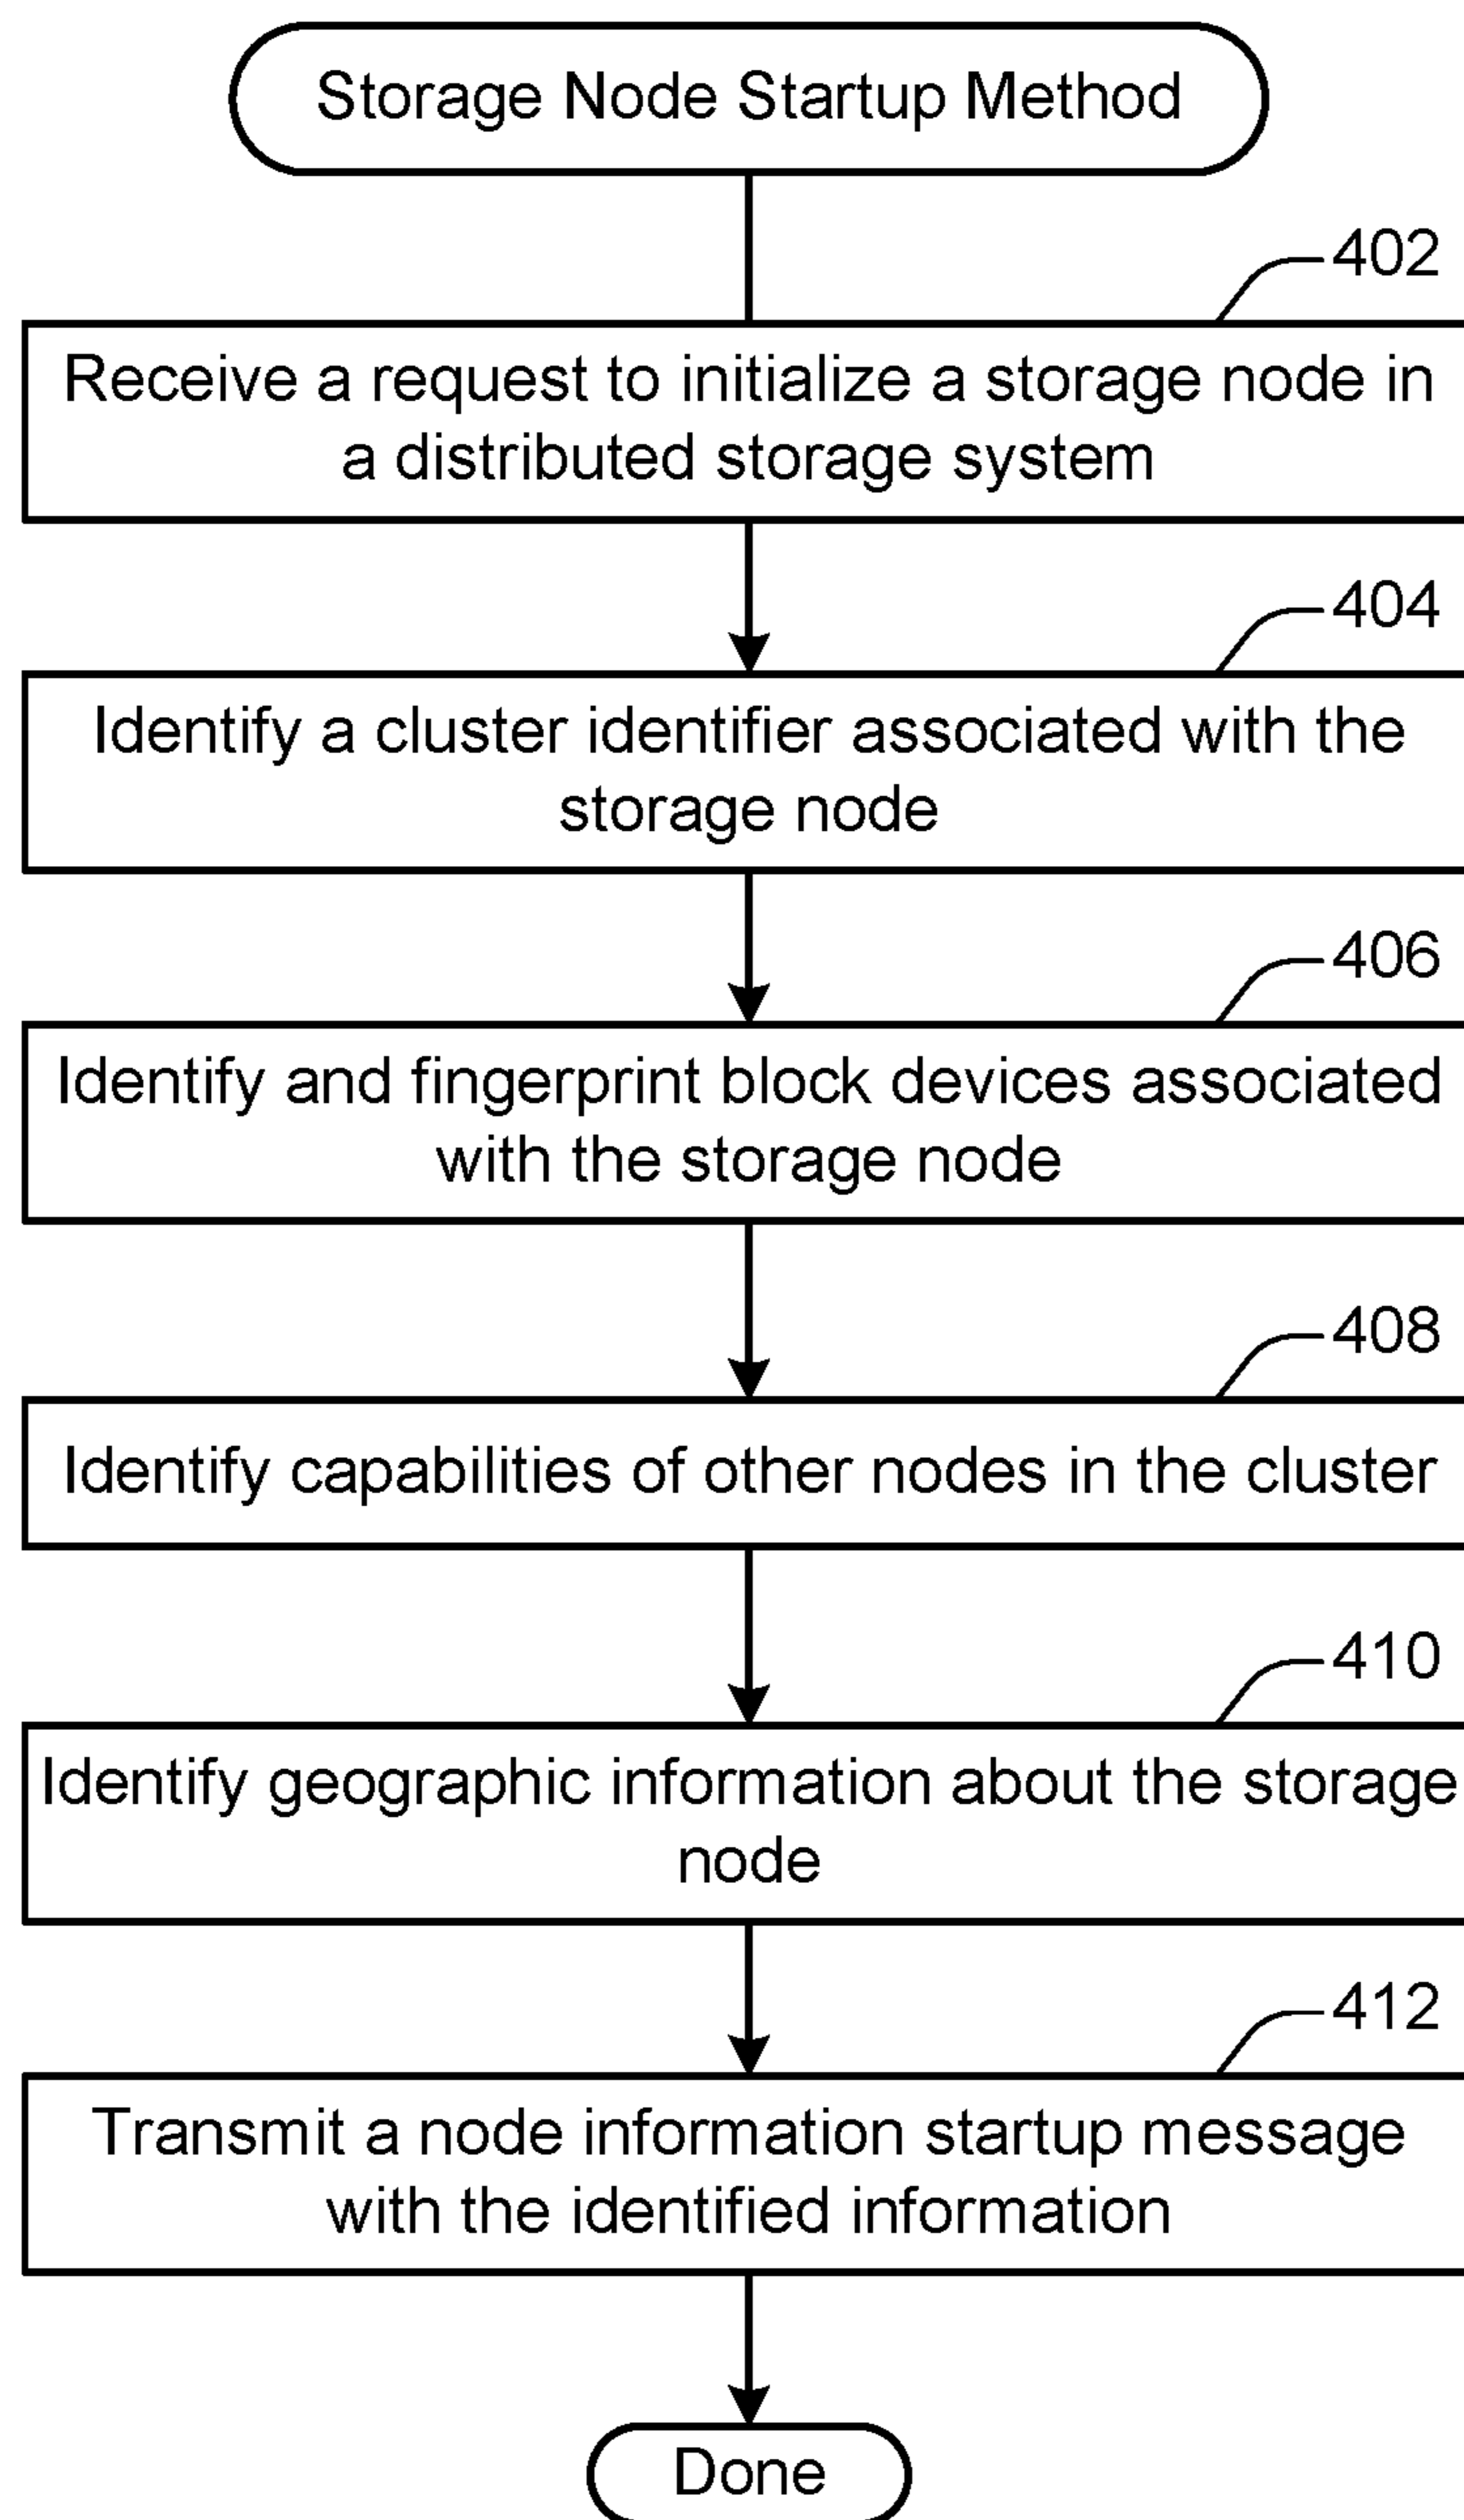 Storage Node Startup Method
402
Receive a request to initialize a storage node in
a distributed storage system
404
Identify a cluster identifier associated with the
storage node
406
Identify and fingerprint block devices associated
with the storage node
408
Identify capabilities of other nodes in the cluster
410
Identify geographic information about the storage
node
412
Transmit a node information startup message
with the identified information
Done